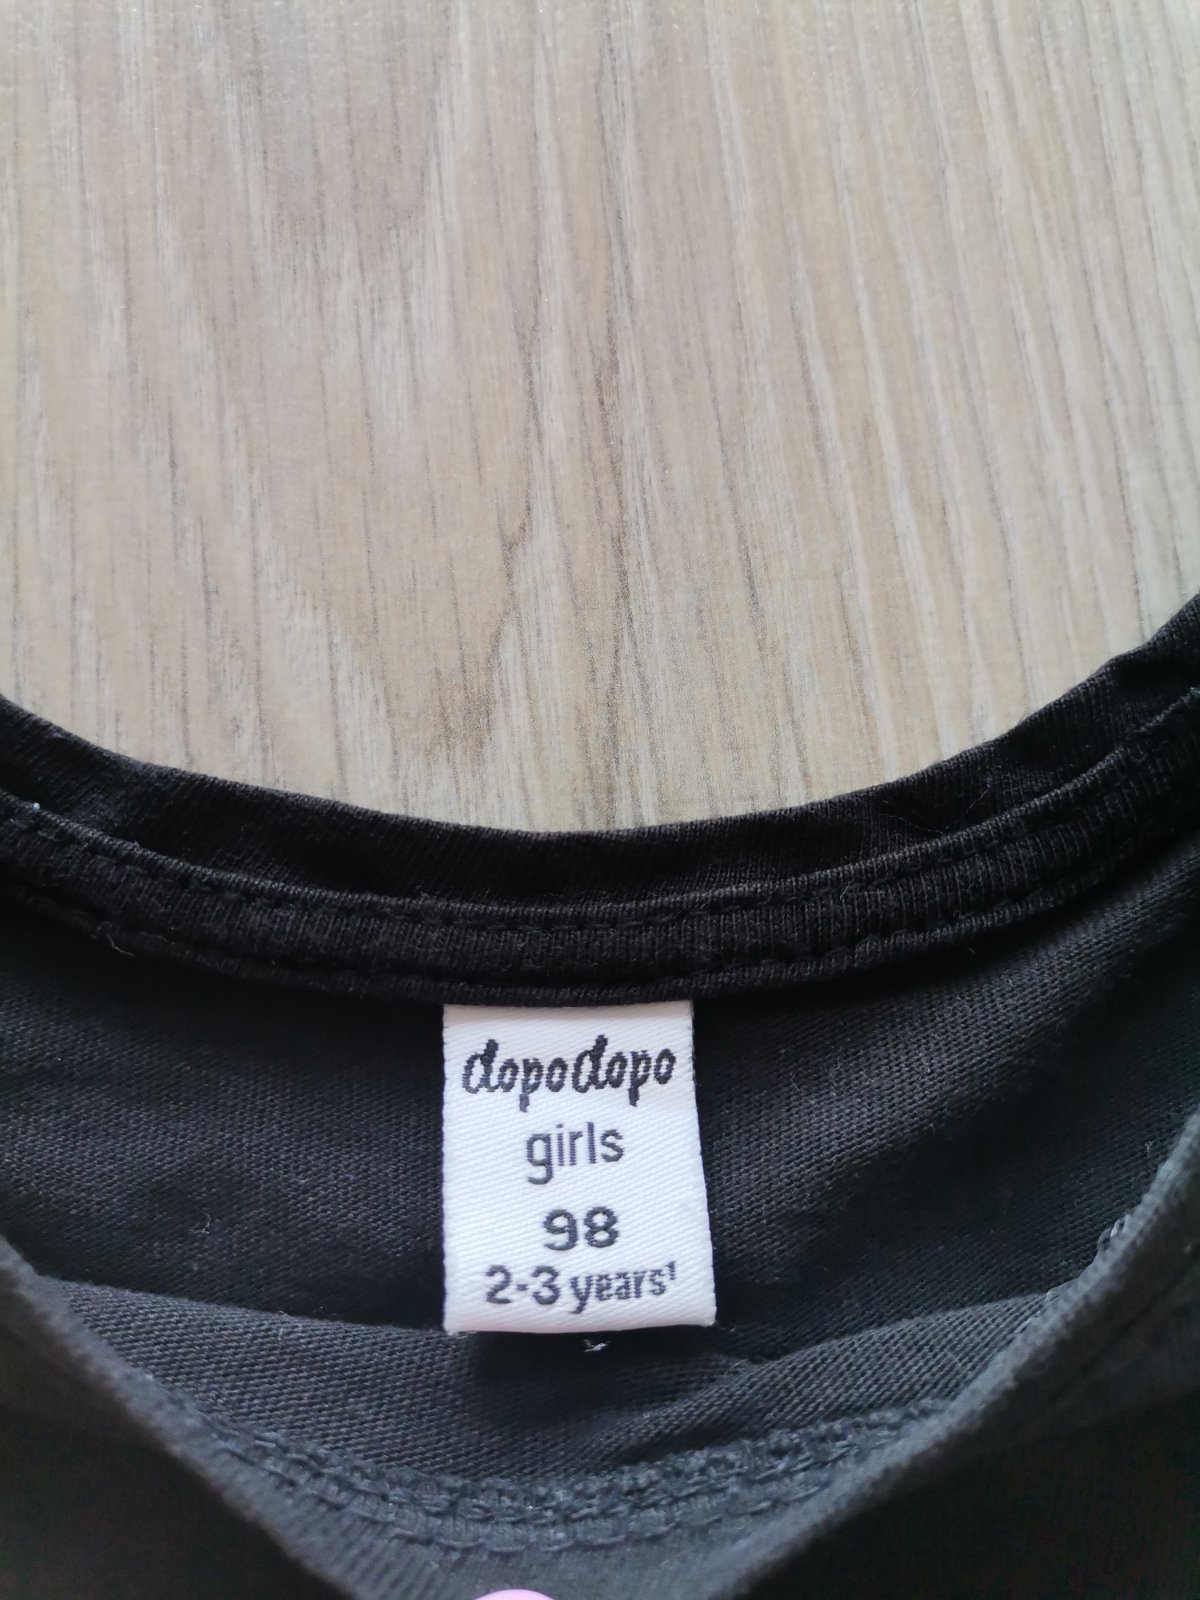 dopodopo
girls
98
2-3 years'